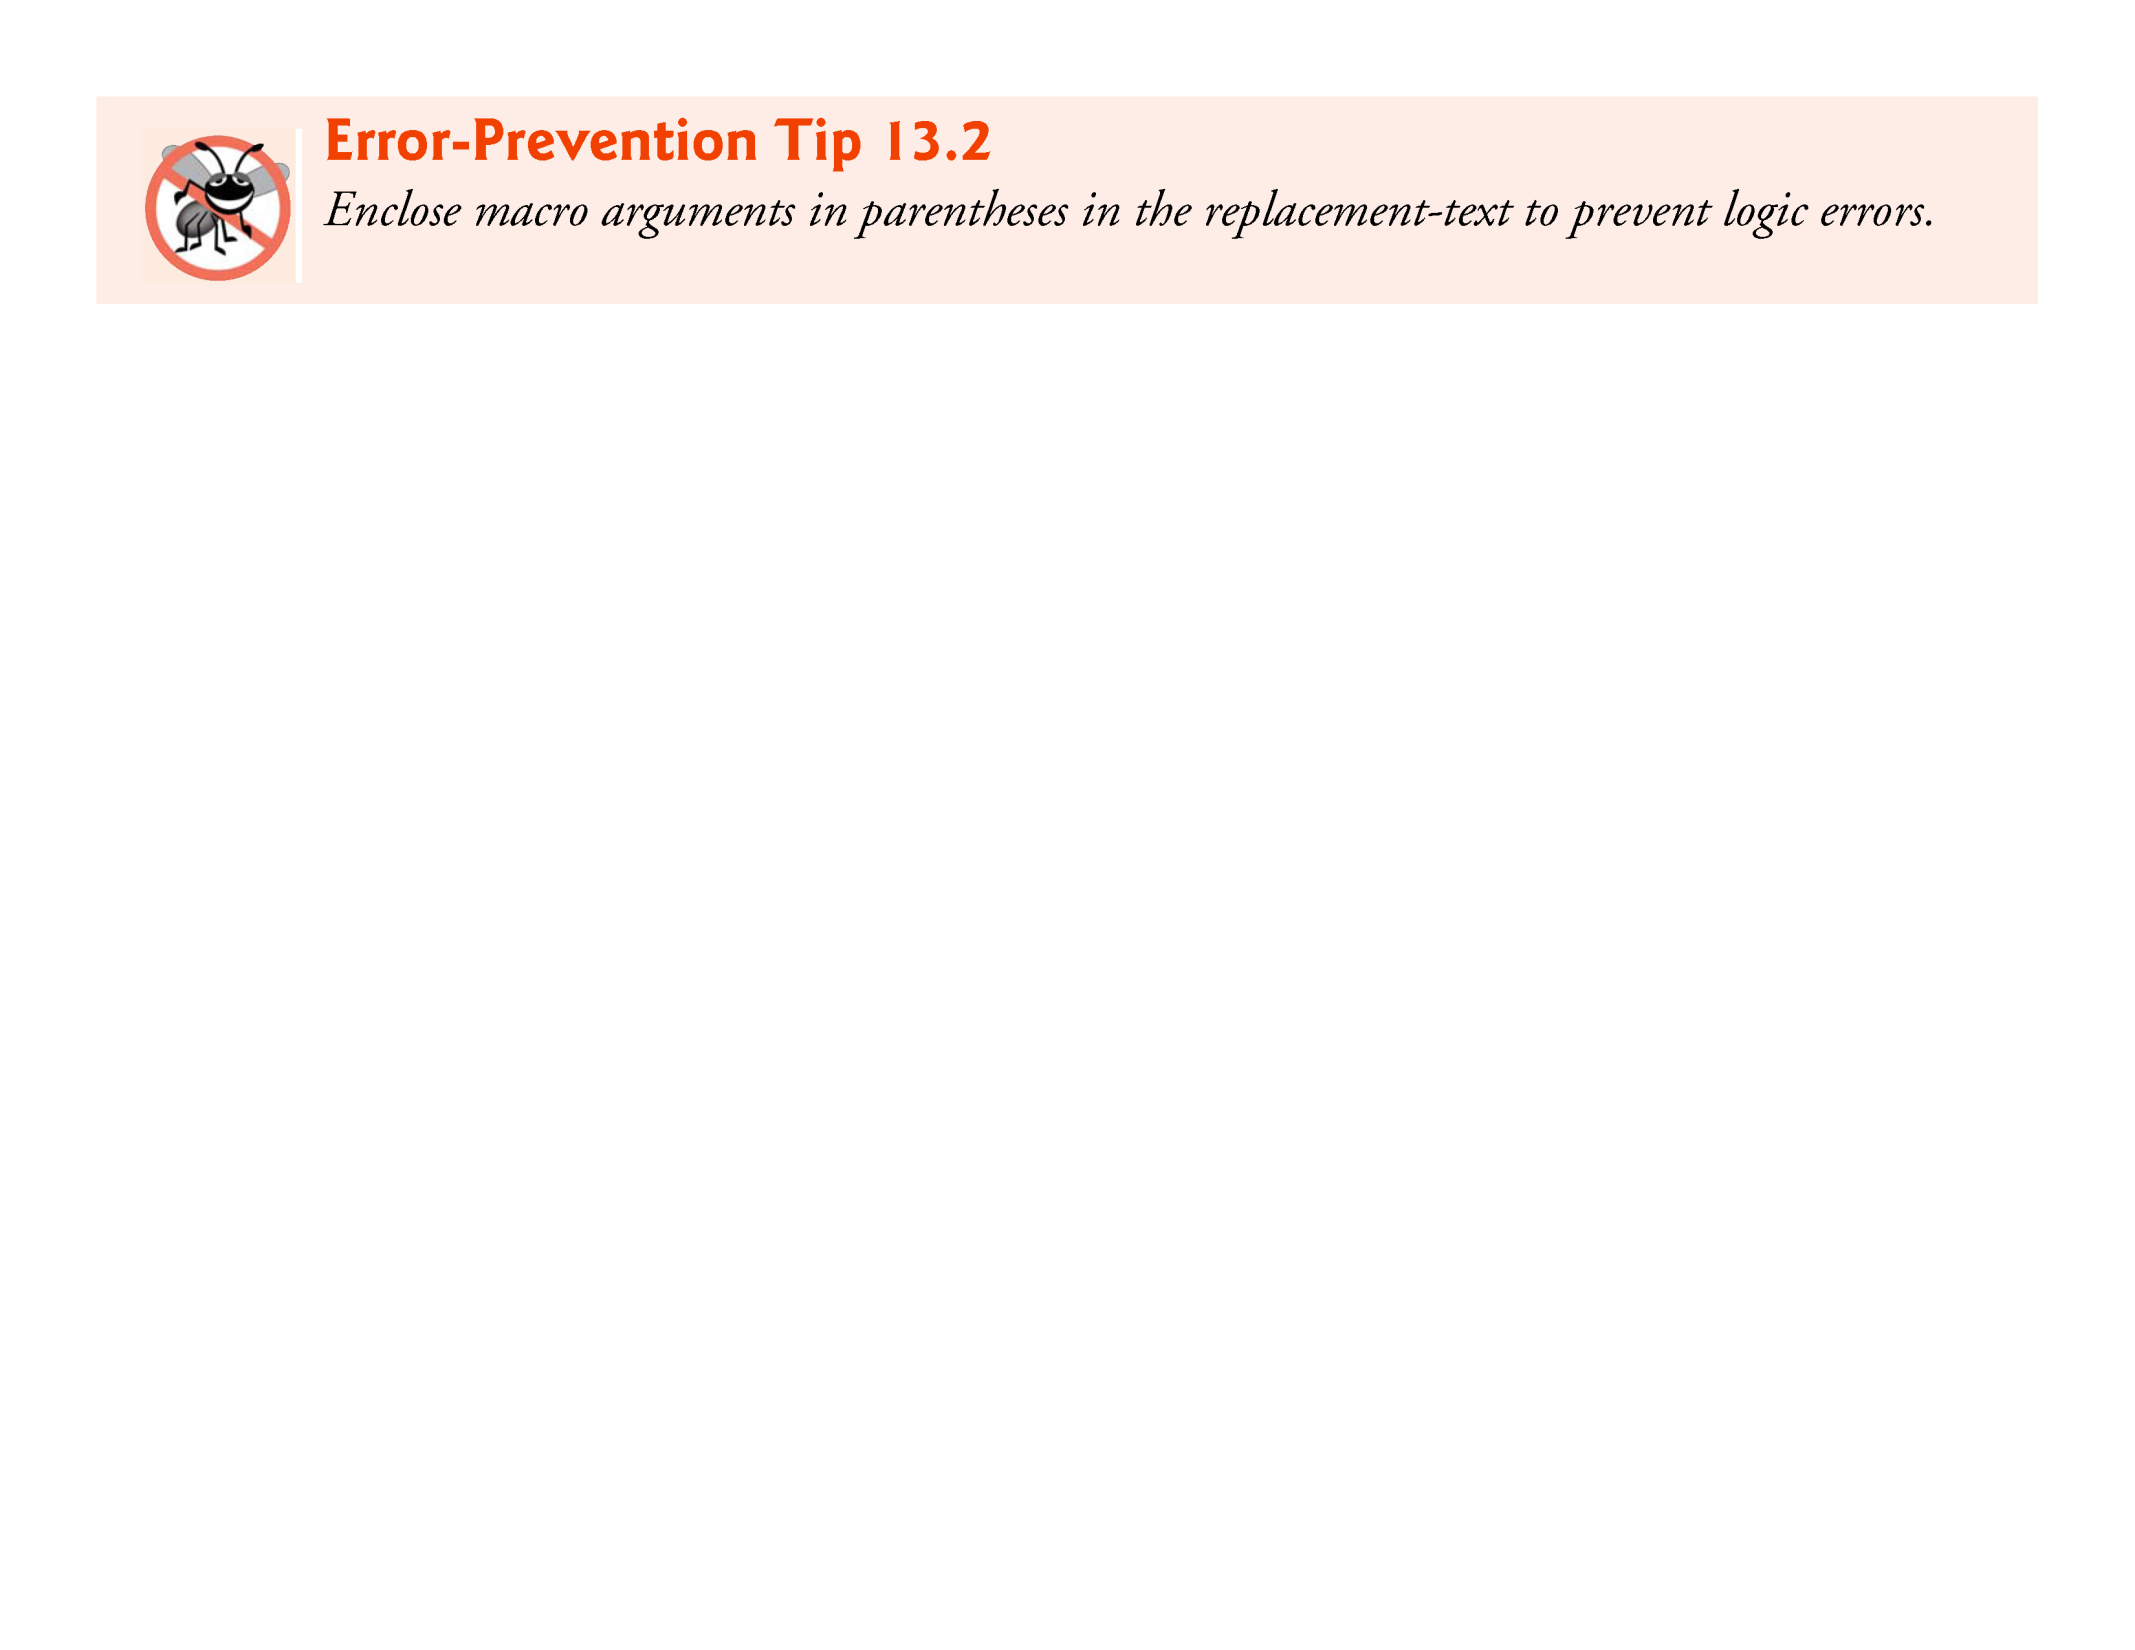 Error-Prevention Tip 13.2
Enclose macro arguments in parentheses in the replacement-text to prevent logic errors.